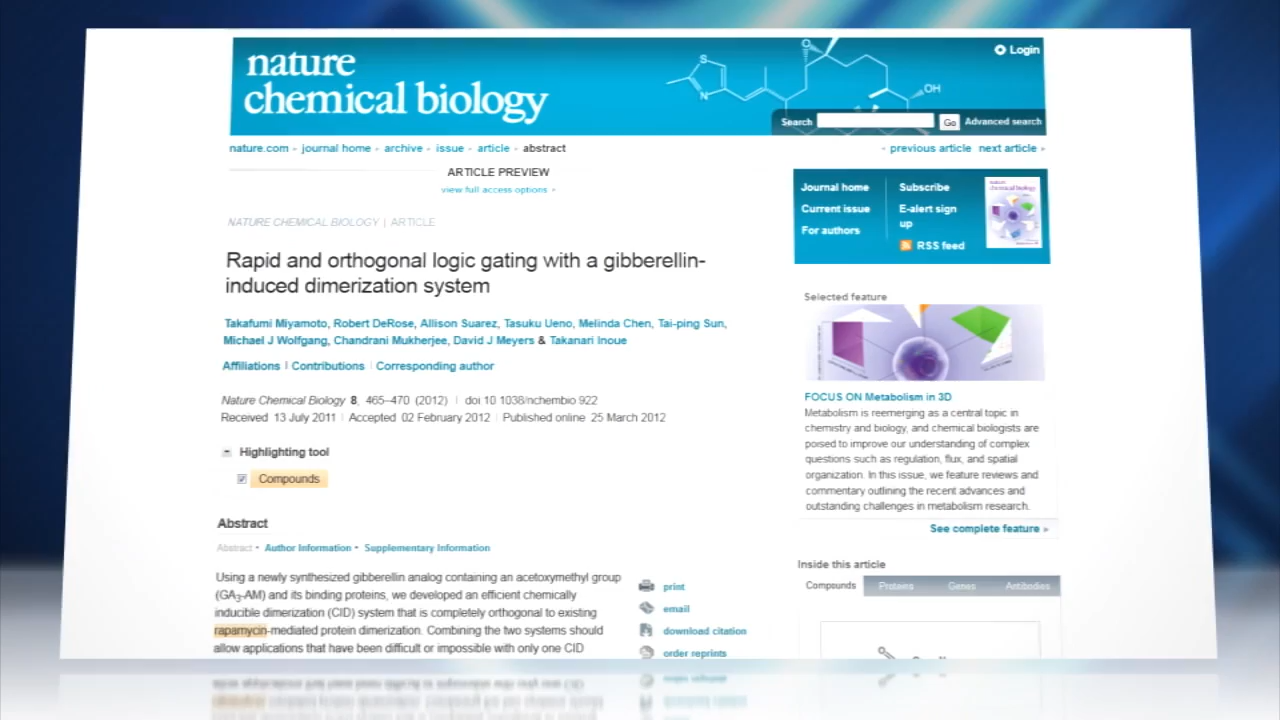 nature
chemical biology
Login
Search Go Advanced search
nature.com journal home archive issue article abstract
previous article next article
ARTICLE PREVIEW
view full access options
NATURE CHEMICAL BIOLOGY | ARTICLE
Rapid and orthogonal logic gating with a gibberellin-
induced dimerization system
Takafumi Miyamoto, Robert DeRose, Allison Suarez, Tasuku Ueno, Melinda Chen, Tai-ping Sun,
Michael J Wolfgang, Chandrani Mukherjee, David J Meyers & Takanari Inoue
Affiliations | Contributions | Corresponding author
Nature Chemical Biology 8, 465–470 (2012) | doi 10 1038/nchembio 922
Received 13 July 2011 | Accepted 02 February 2012 | Published online 25 March 2012
Highlighting tool
Compounds
Abstract
Abstract • Author Information • Supplementary Information
Using a newly synthesized gibberellin analog containing an acetoxymethyl group
(GA3-AM) and its binding proteins, we developed an efficient chemically
inducible dimerization (CID) system that is completely orthogonal to existing
rapamycin-mediated protein dimerization. Combining the two systems should
allow applications that have been difficult or impossible with only one CID
print
email
download citation
order reprints
Journal home
Current issue
For authors
Subscribe
E-alert sign
up
RSS feed
nature
chemical biology
Selected feature
FOCUS ON Metabolism in 3D
Metabolism is reemerging as a central topic in
chemistry and biology, and chemical biologists are
poised to improve our understanding of complex
questions such as regulation, flux, and spatial
organization. In this issue, we feature reviews and
commentary outlining the recent advances and
outstanding challenges in metabolism research.
See complete feature
Inside this article
Compounds Proteins Genes Antibodies
S
N
O
OH